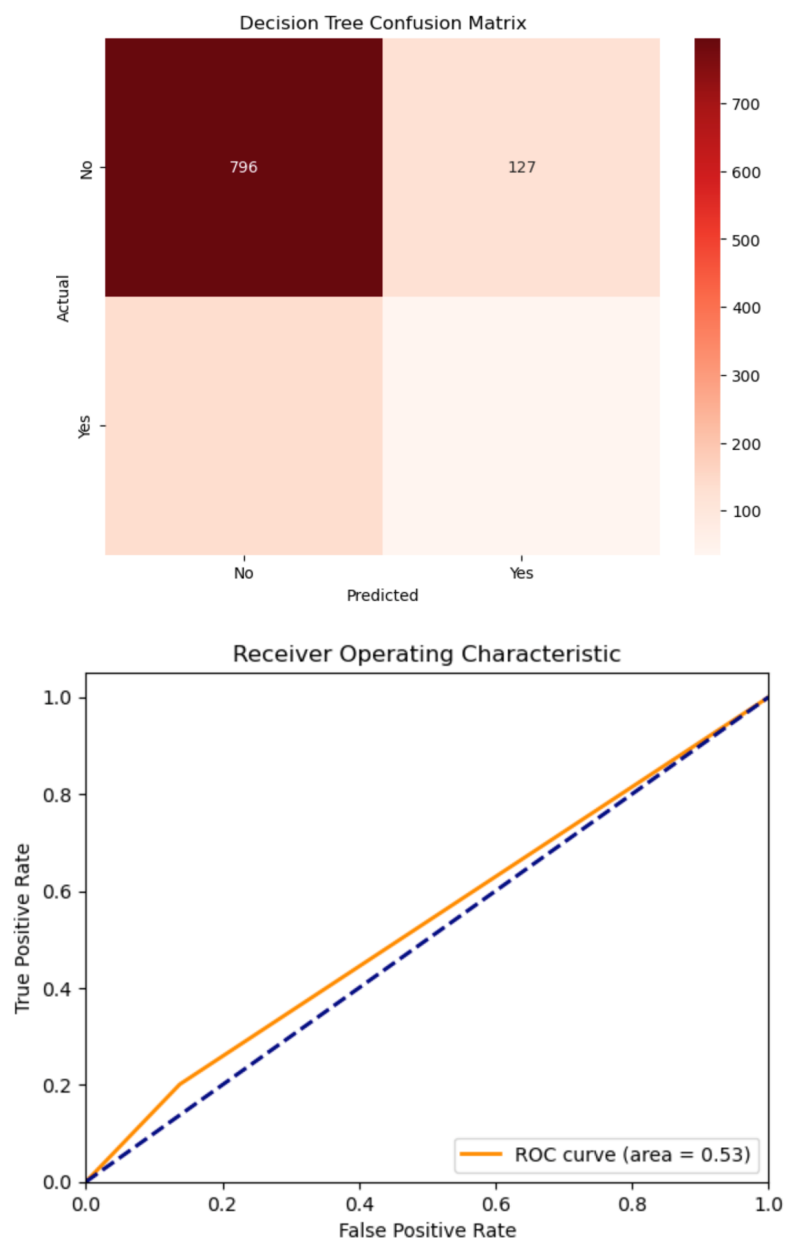 Decision Tree Confusion Matrix
No
796
127
Yes
Actual
No
Yes
Predicted
700
600
500
400
300
200
100
Receiver Operating Characteristic
1.0
0.8
0.6
0.4
0.2
0.0
True Positive Rate
ROC curve (area = 0.53)
0.0 0.2 0.4 0.6 0.8 1.0
False Positive Rate